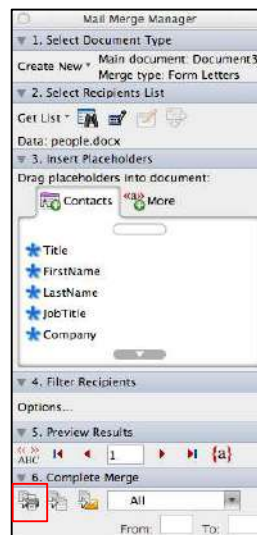 Mail Merge Manager
1. Select Document Type
Create New
Main document: Document3
Merge type: Form Letters
2. Select Recipients List
Get List
Data: people.docx
3. Insert Placeholders
Drag placeholders into document:
Contacts
«a» More
Title
FirstName
LastName
JobTitle
Company
4. Filter Recipients
Options...
5. Preview Results
«» ABC 1 {a}
6. Complete Merge
All
From: To: